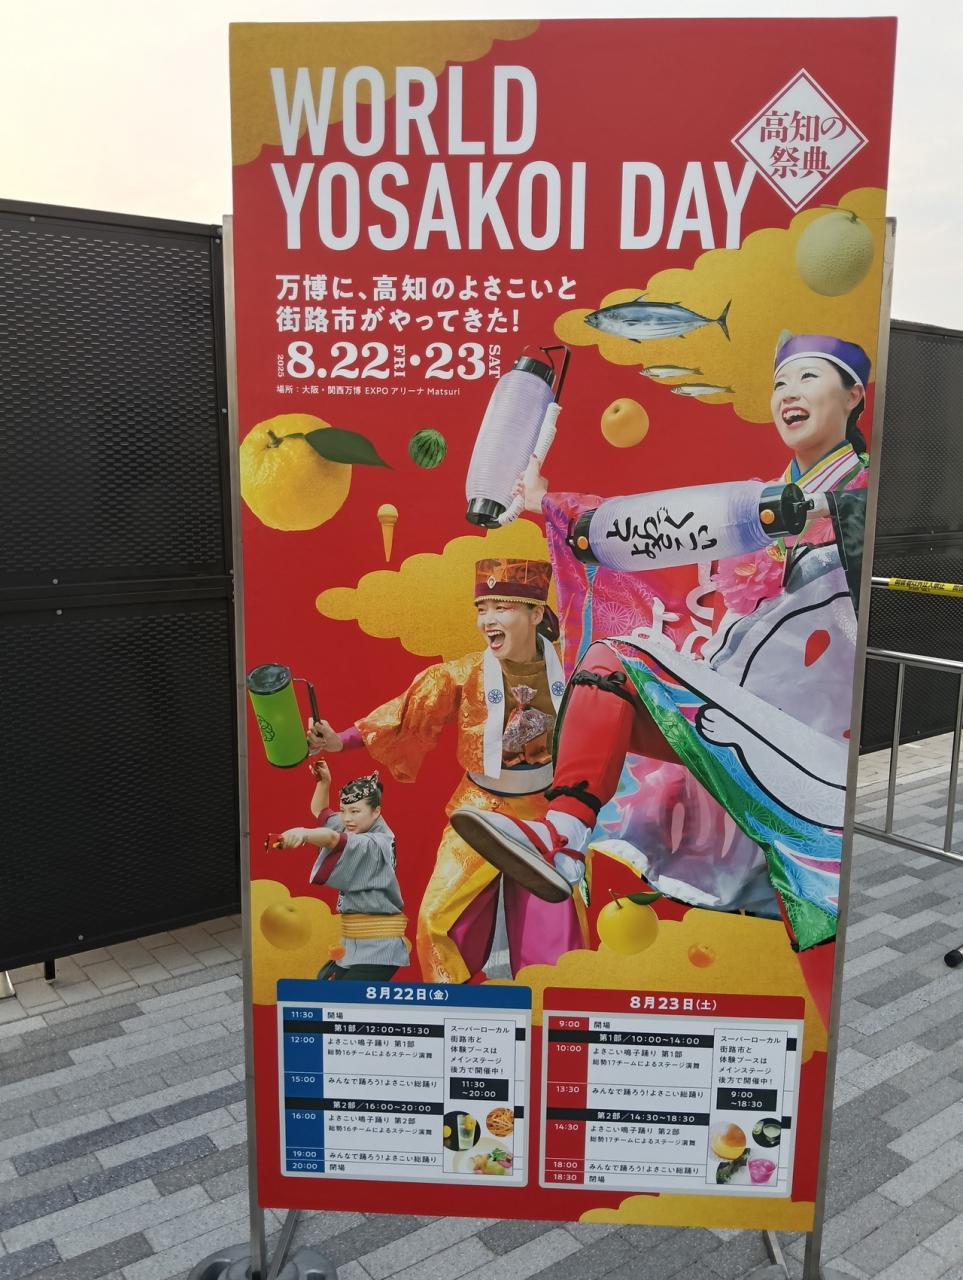 WORLD
YOSAKOI DAY
高知の
祭典
万博に、高知のよさこいと
街路市がやってきた!
2025 8.22 FRI・23 SAT
場所：大阪・関西万博 EXPO アリーナ Matsuri
よさこい
8月22日(金)
11:30 開場
第1部/12:00~15:30
12:00 よさこい鳴子踊り 第1部
総勢16チームによるステージ演舞
15:00 みんなで踊ろう!よさこい総踊り
第2部/16:00~20:00
16:00 よさこい鳴子踊り 第2部
総勢16チームによるステージ演舞
19:00 みんなで踊ろう!よさこい総踊り
20:00 閉場
スーパーローカル
街路市と
体験ブースは
メインステージ
後方で開催中!
11:30
~20:00
8月23日(土)
9:00 開場
第1部/10:00~14:00
10:00 よさこい鳴子踊り 第1部
総勢17チームによるステージ演舞
13:30 みんなで踊ろう!よさこい総踊り
第2部/14:30~18:30
14:30 よさこい鳴子踊り 第2部
総勢17チームによるステージ演舞
18:00 みんなで踊ろう!よさこい総踊り
18:30 閉場
スーパーローカル
街路市と
体験ブースは
メインステージ
後方で開催中!
9:00
~18:30